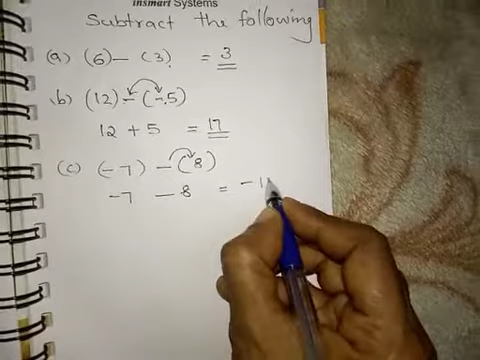 insmart Systems
Subtract the following
(a) (6) - (3) = 3
b) (12) - (-5)
12 + 5 = 17
(c) (-7) - (8)
-7 - 8 = -1